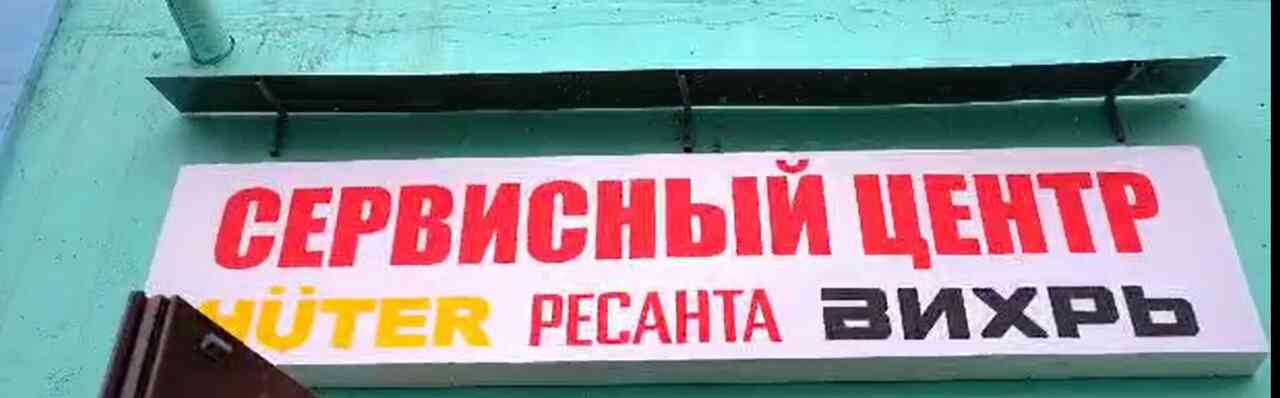 СЕРВИСНЫЙ ЦЕНТР
HÜTER РЕСАНТА ВИХРЬ